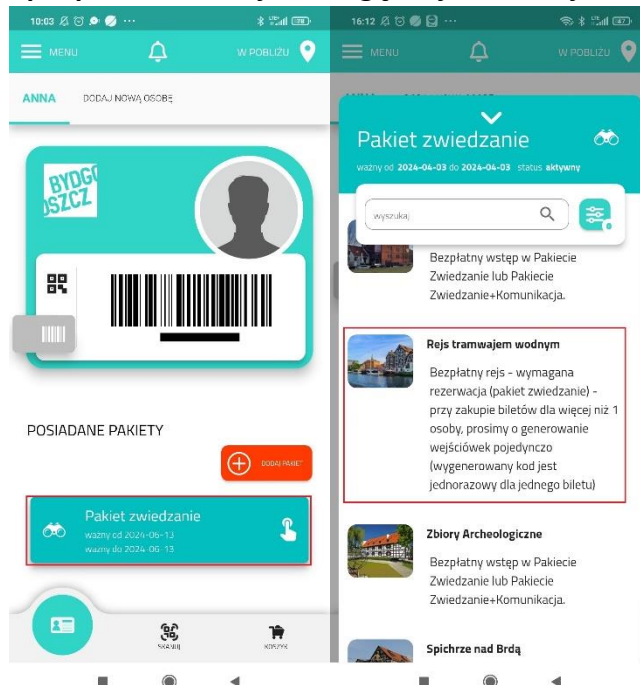 10:03
MENU
W POBLIŻU
ANNA DODAJ NOWĄ OSOBĘ
BYDGO
SZCZ
POSIADANE PAKIETY
DODAJ PAKIET
Pakiet zwiedzanie
ważny od 2024-06-13
ważny do 2024-06-13
SKANUJ
KOSZYK
16:12
MENU
W POBLIŻU
Pakiet zwiedzanie
ważny od 2024-04-03 do 2024-04-03 status aktywny
wyszukaj
Bezpłatny wstęp w Pakiecie
Zwiedzanie lub Pakiecie
Zwiedzanie+Komunikacja.
Rejs tramwajem wodnym
Bezpłatny rejs - wymagana
rezerwacja (pakiet zwiedzanie) -
przy zakupie biletów dla więcej niż 1
osoby, prosimy o generowanie
wejściówek pojedynczo
(wygenerowany kod jest
jednorazowy dla jednego biletu)
Zbiory Archeologiczne
Bezpłatny wstęp w Pakiecie
Zwiedzanie lub Pakiecie
Zwiedzanie+Komunikacja.
Spichrze nad Brdą